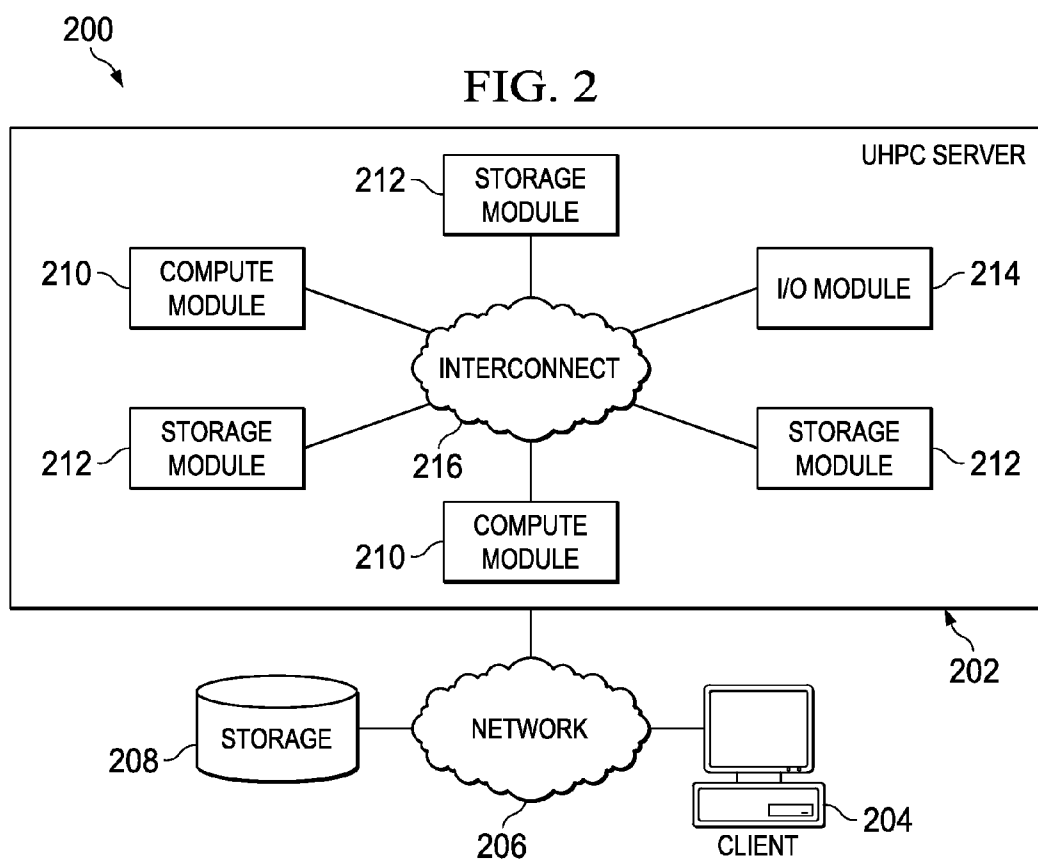 200
FIG. 2
UHPC SERVER
212
STORAGE
MODULE
210
COMPUTE
MODULE
I/O MODULE
214
INTERCONNECT
212
STORAGE
MODULE
216
STORAGE
MODULE
212
210
COMPUTE
MODULE
202
208
STORAGE
NETWORK
206
204
CLIENT